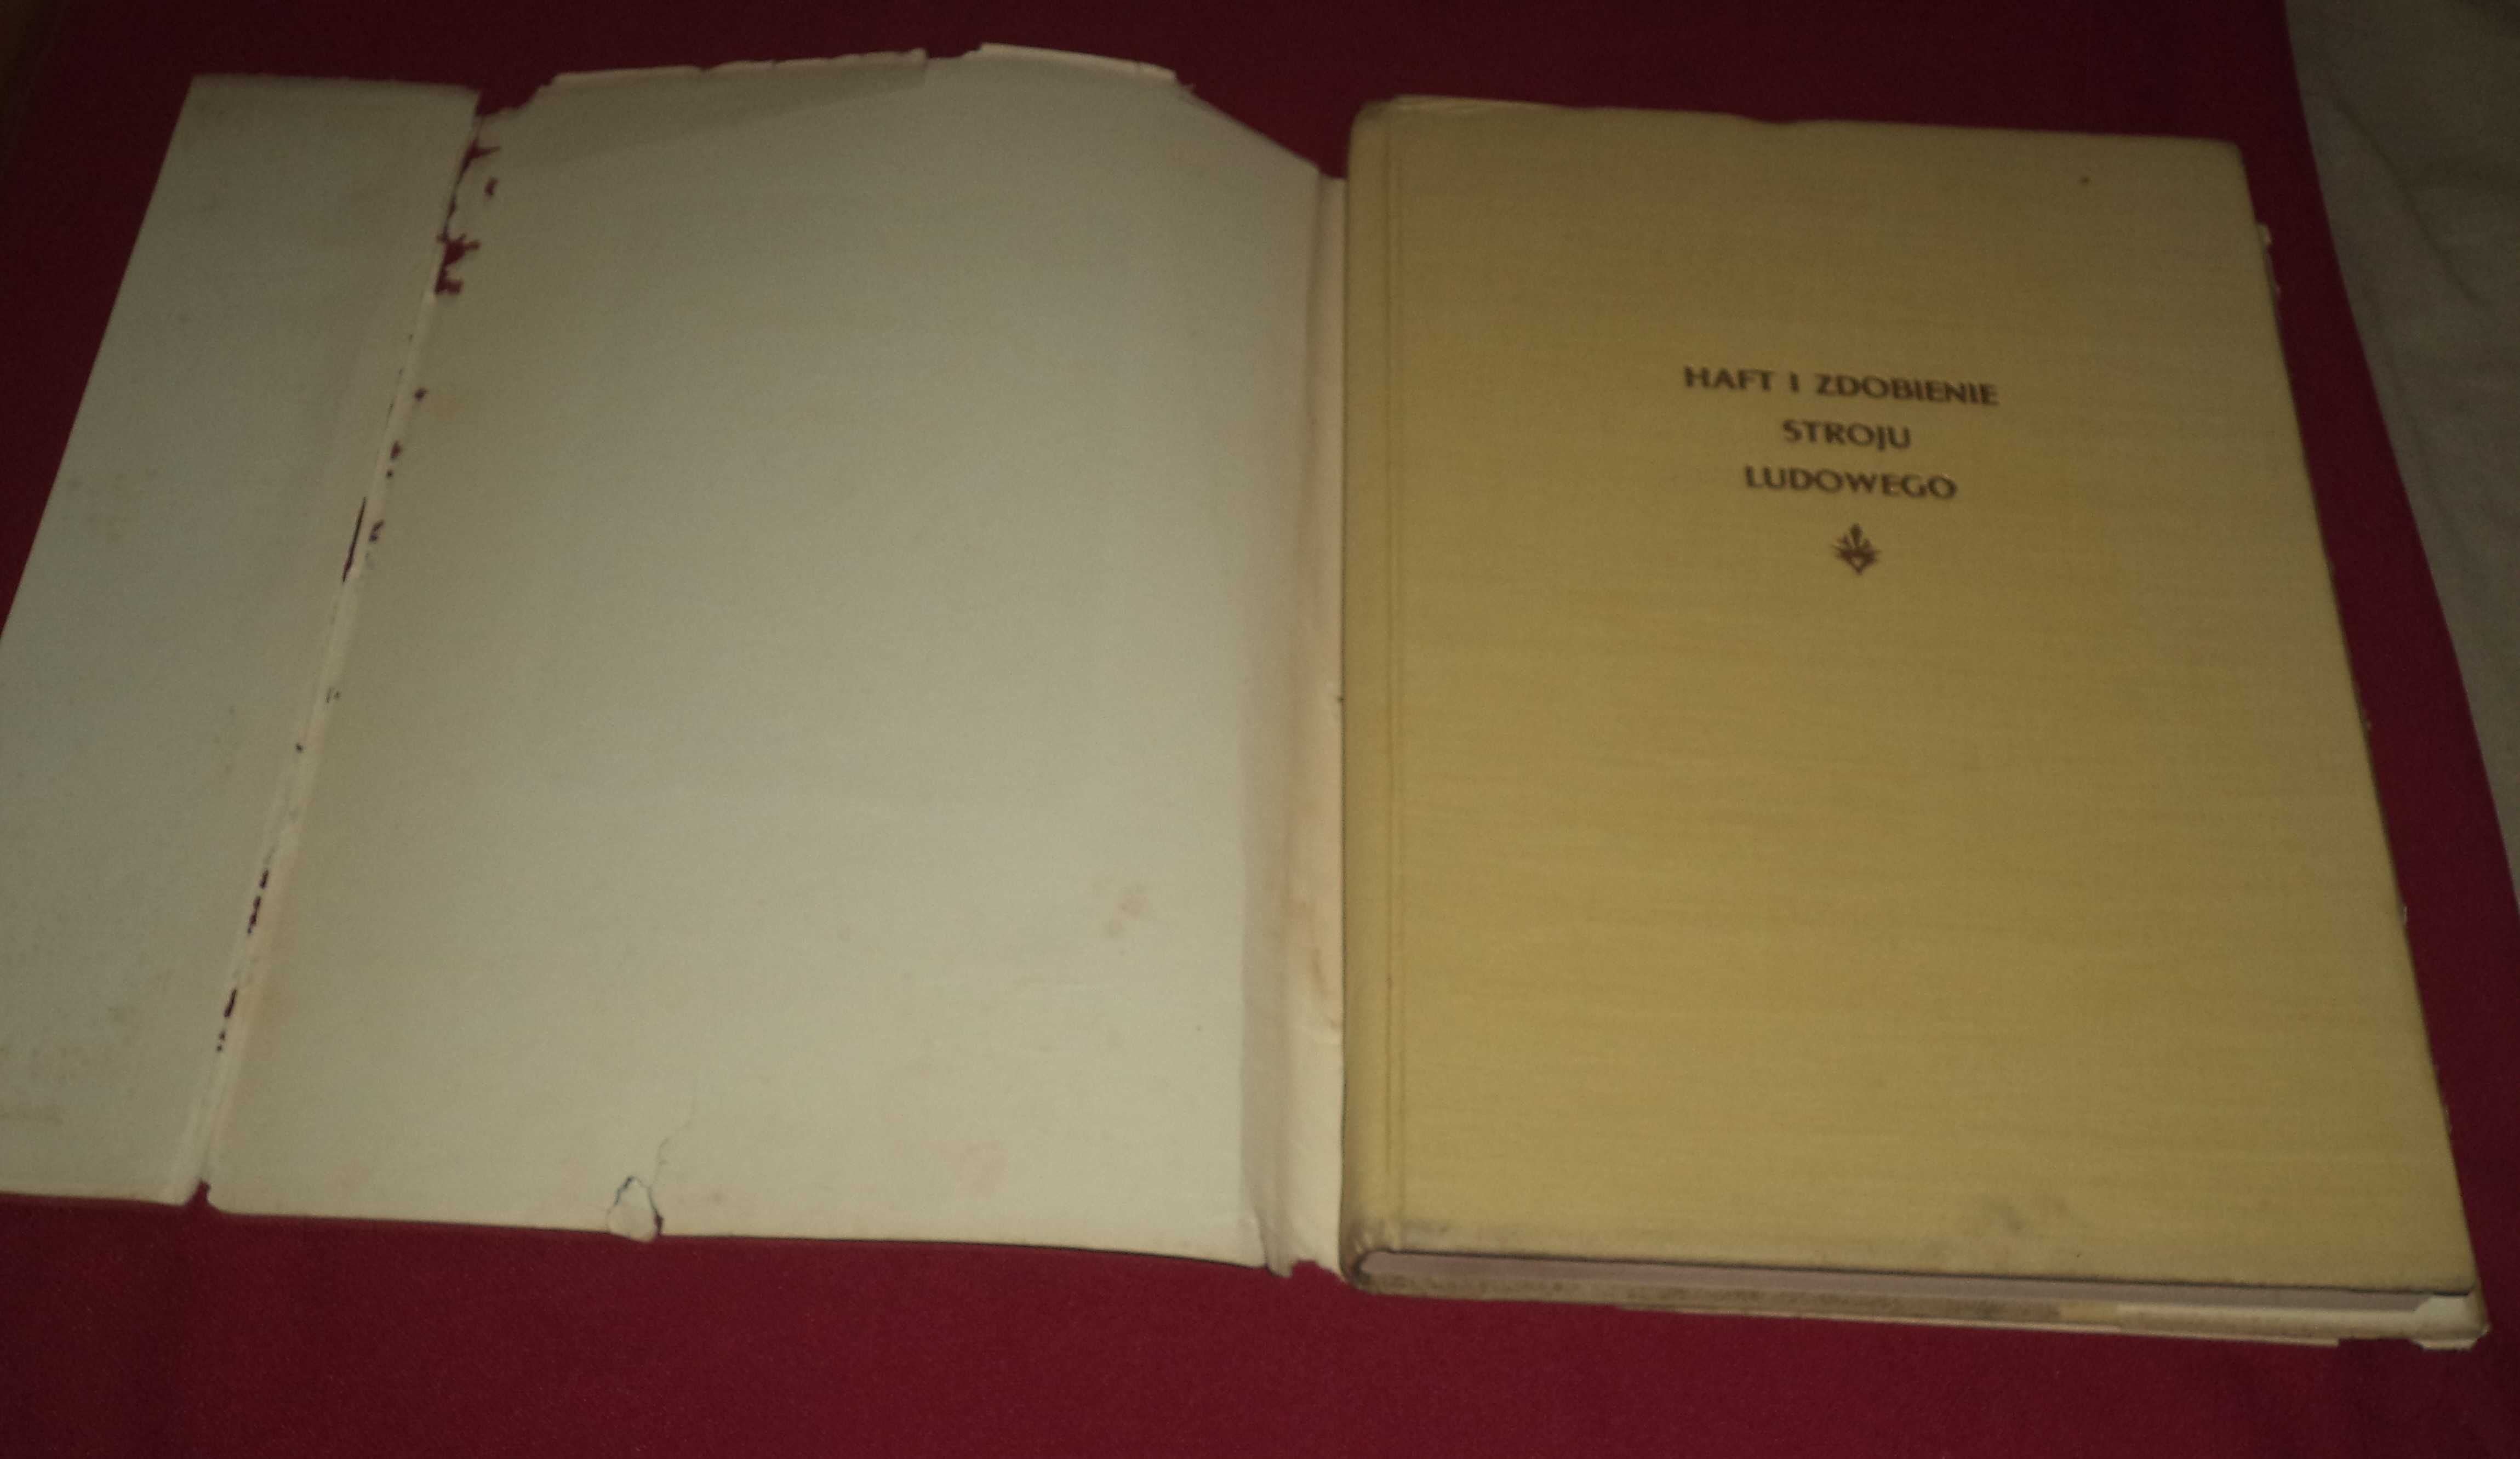 HAFT I ZDOBIENIE
STROJU
LUDOWEGO